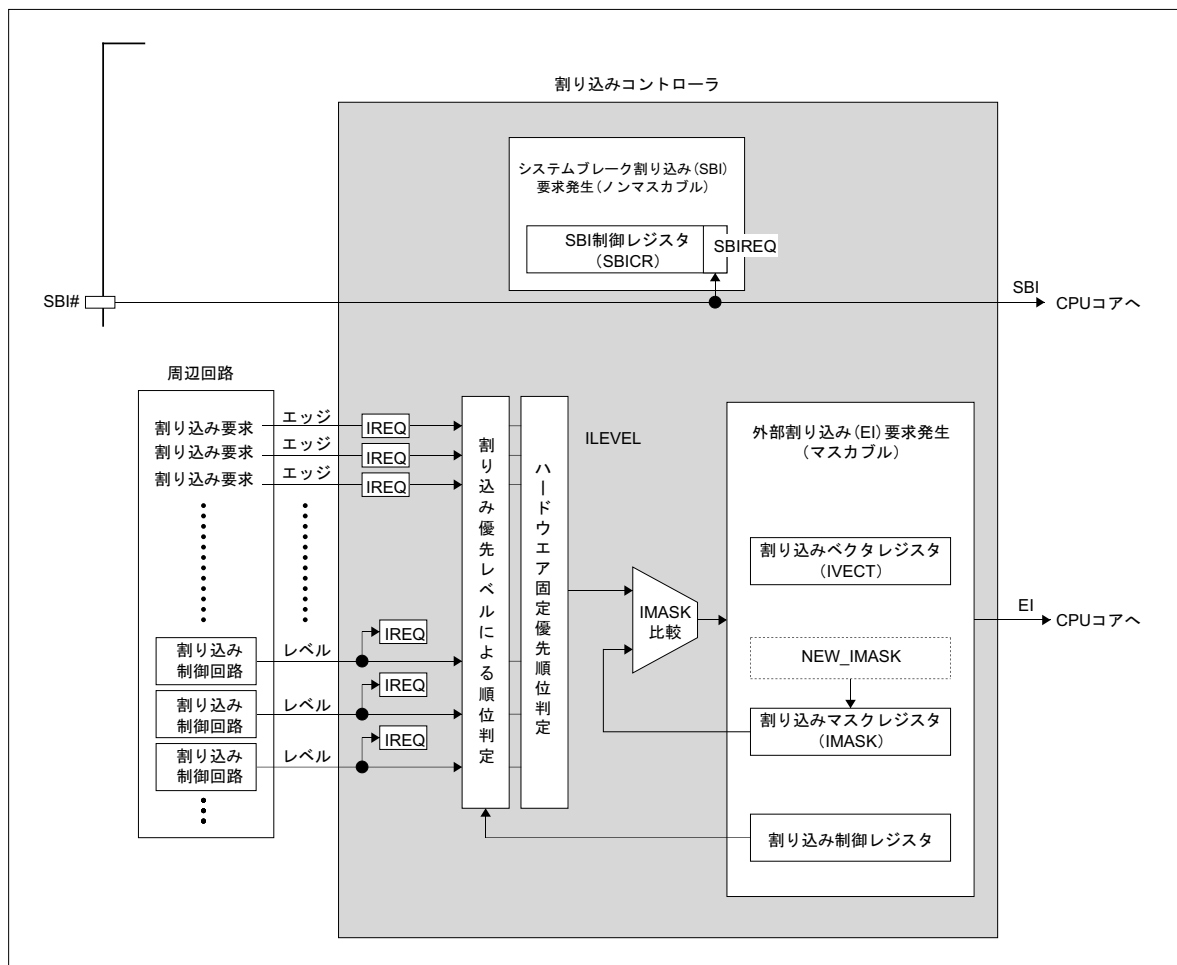 割り込みコントローラ
システムブレーク割り込み(SBI)
要求発生(ノンマスカブル)
SBI制御レジスタ
(SBICR)
SBIREQ
SBI#
SBI
CPUコアへ
周辺回路
割り込み要求
エッジ
IREQ
割り込み要求
エッジ
IREQ
割り込み要求
エッジ
IREQ
割り込み
制御回路
レベル
IREQ
割り込み
制御回路
レベル
IREQ
割り込み
制御回路
レベル
IREQ
割り込み優先レベルによる順位判定
ハードウエア固定優先順位判定
ILEVEL
IMASK
比較
外部割り込み(EI)要求発生
(マスカブル)
割り込みベクタレジスタ
(IVECT)
NEW_IMASK
割り込みマスクレジスタ
(IMASK)
割り込み制御レジスタ
EI
CPUコアへ